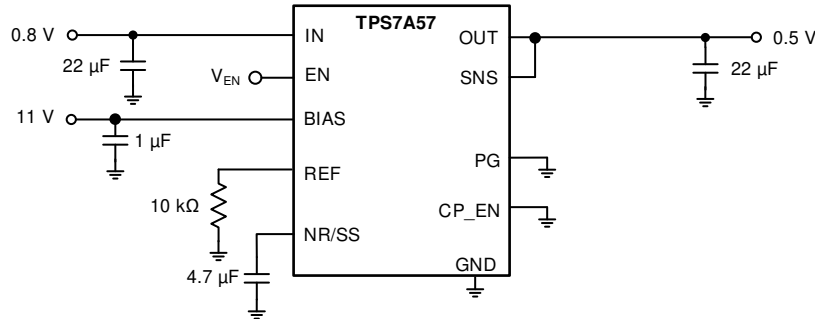 TPS7A57
0.8 V
IN
OUT
0.5 V
22 µF
EN
SNS
22 µF
V_EN
11 V
BIAS
1 µF
REF
PG
10 kΩ
CP_EN
NR/SS
4.7 µF
GND